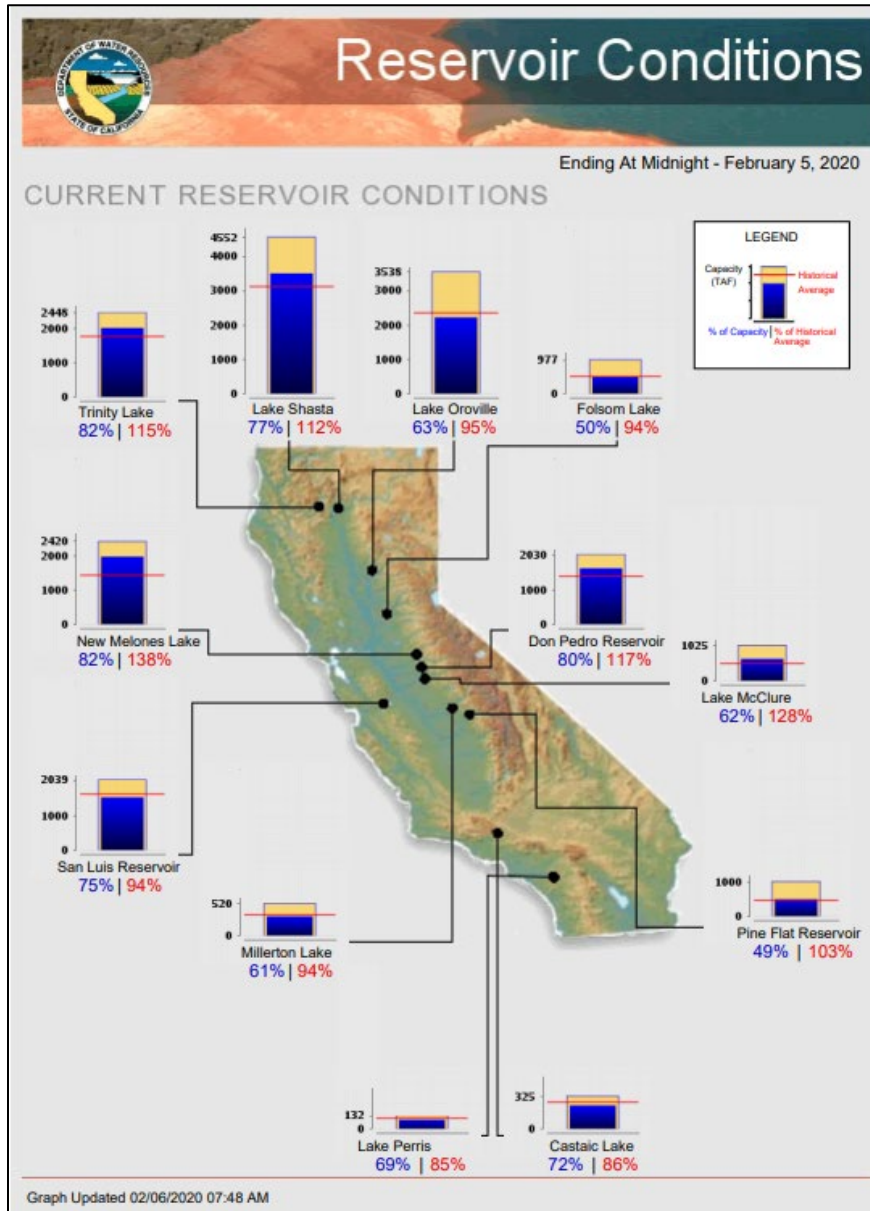 DEPARTMENT OF WATER RESOURCES
STATE OF CALIFORNIA
Reservoir Conditions
Ending At Midnight - February 5, 2020
CURRENT RESERVOIR CONDITIONS
LEGEND
Capacity
(TAF)
Historical
Average
% of Capacity | % of Historical
Average
2448
2000
1000
0
Trinity Lake
82% | 115%
4552
4000
3000
2000
1000
0
Lake Shasta
77% | 112%
3538
3000
2000
1000
0
Lake Oroville
63% | 95%
977
0
Folsom Lake
50% | 94%
2420
2000
1000
0
New Melones Lake
82% | 138%
2030
1000
0
Don Pedro Reservoir
80% | 117%
1025
0
Lake McClure
62% | 128%
2039
1000
0
San Luis Reservoir
75% | 94%
520
0
Millerton Lake
61% | 94%
1000
0
Pine Flat Reservoir
49% | 103%
132
0
Lake Perris
69% | 85%
325
0
Castaic Lake
72% | 86%
Graph Updated 02/06/2020 07:48 AM